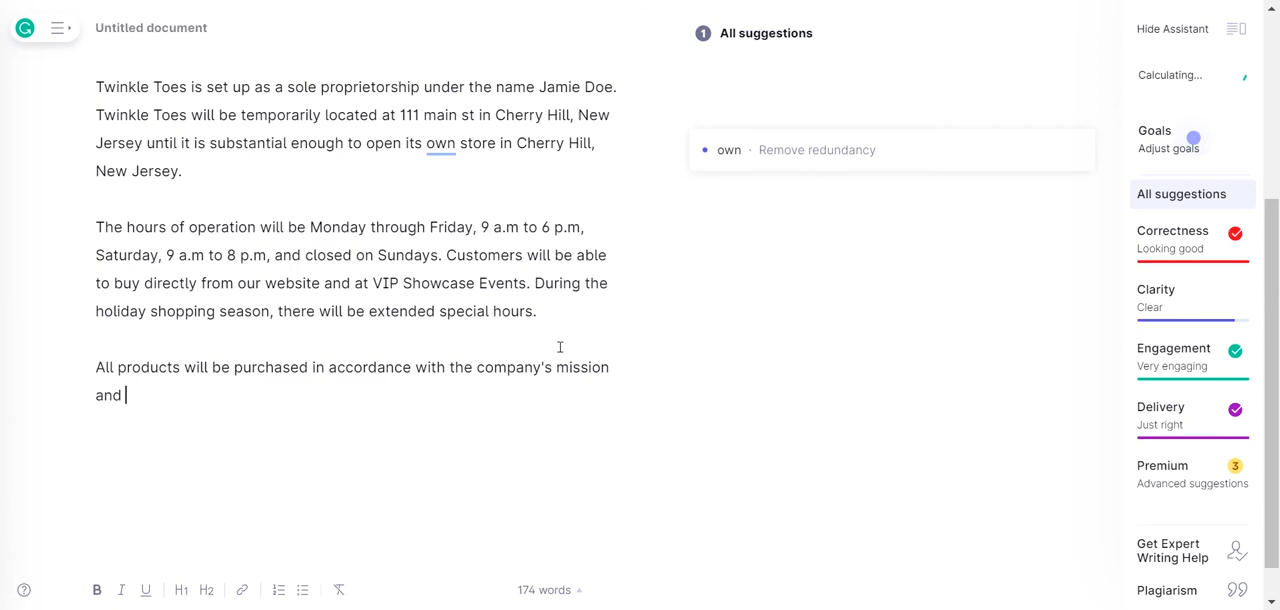 Untitled document
Twinkle Toes is set up as a sole proprietorship under the name Jamie Doe.
Twinkle Toes will be temporarily located at 111 main st in Cherry Hill, New
Jersey until it is substantial enough to open its own store in Cherry Hill,
New Jersey.
The hours of operation will be Monday through Friday, 9 a.m to 6 p.m,
Saturday, 9 a.m to 8 p.m, and closed on Sundays. Customers will be able
to buy directly from our website and at VIP Showcase Events. During the
holiday shopping season, there will be extended special hours.
All products will be purchased in accordance with the company's mission
and
B I U H1 H2
174 words
1 All suggestions
own · Remove redundancy
Hide Assistant
Calculating...
Goals
Adjust goals
All suggestions
Correctness
Looking good
Clarity
Clear
Engagement
Very engaging
Delivery
Just right
Premium 3
Advanced suggestions
Get Expert
Writing Help
Plagiarism